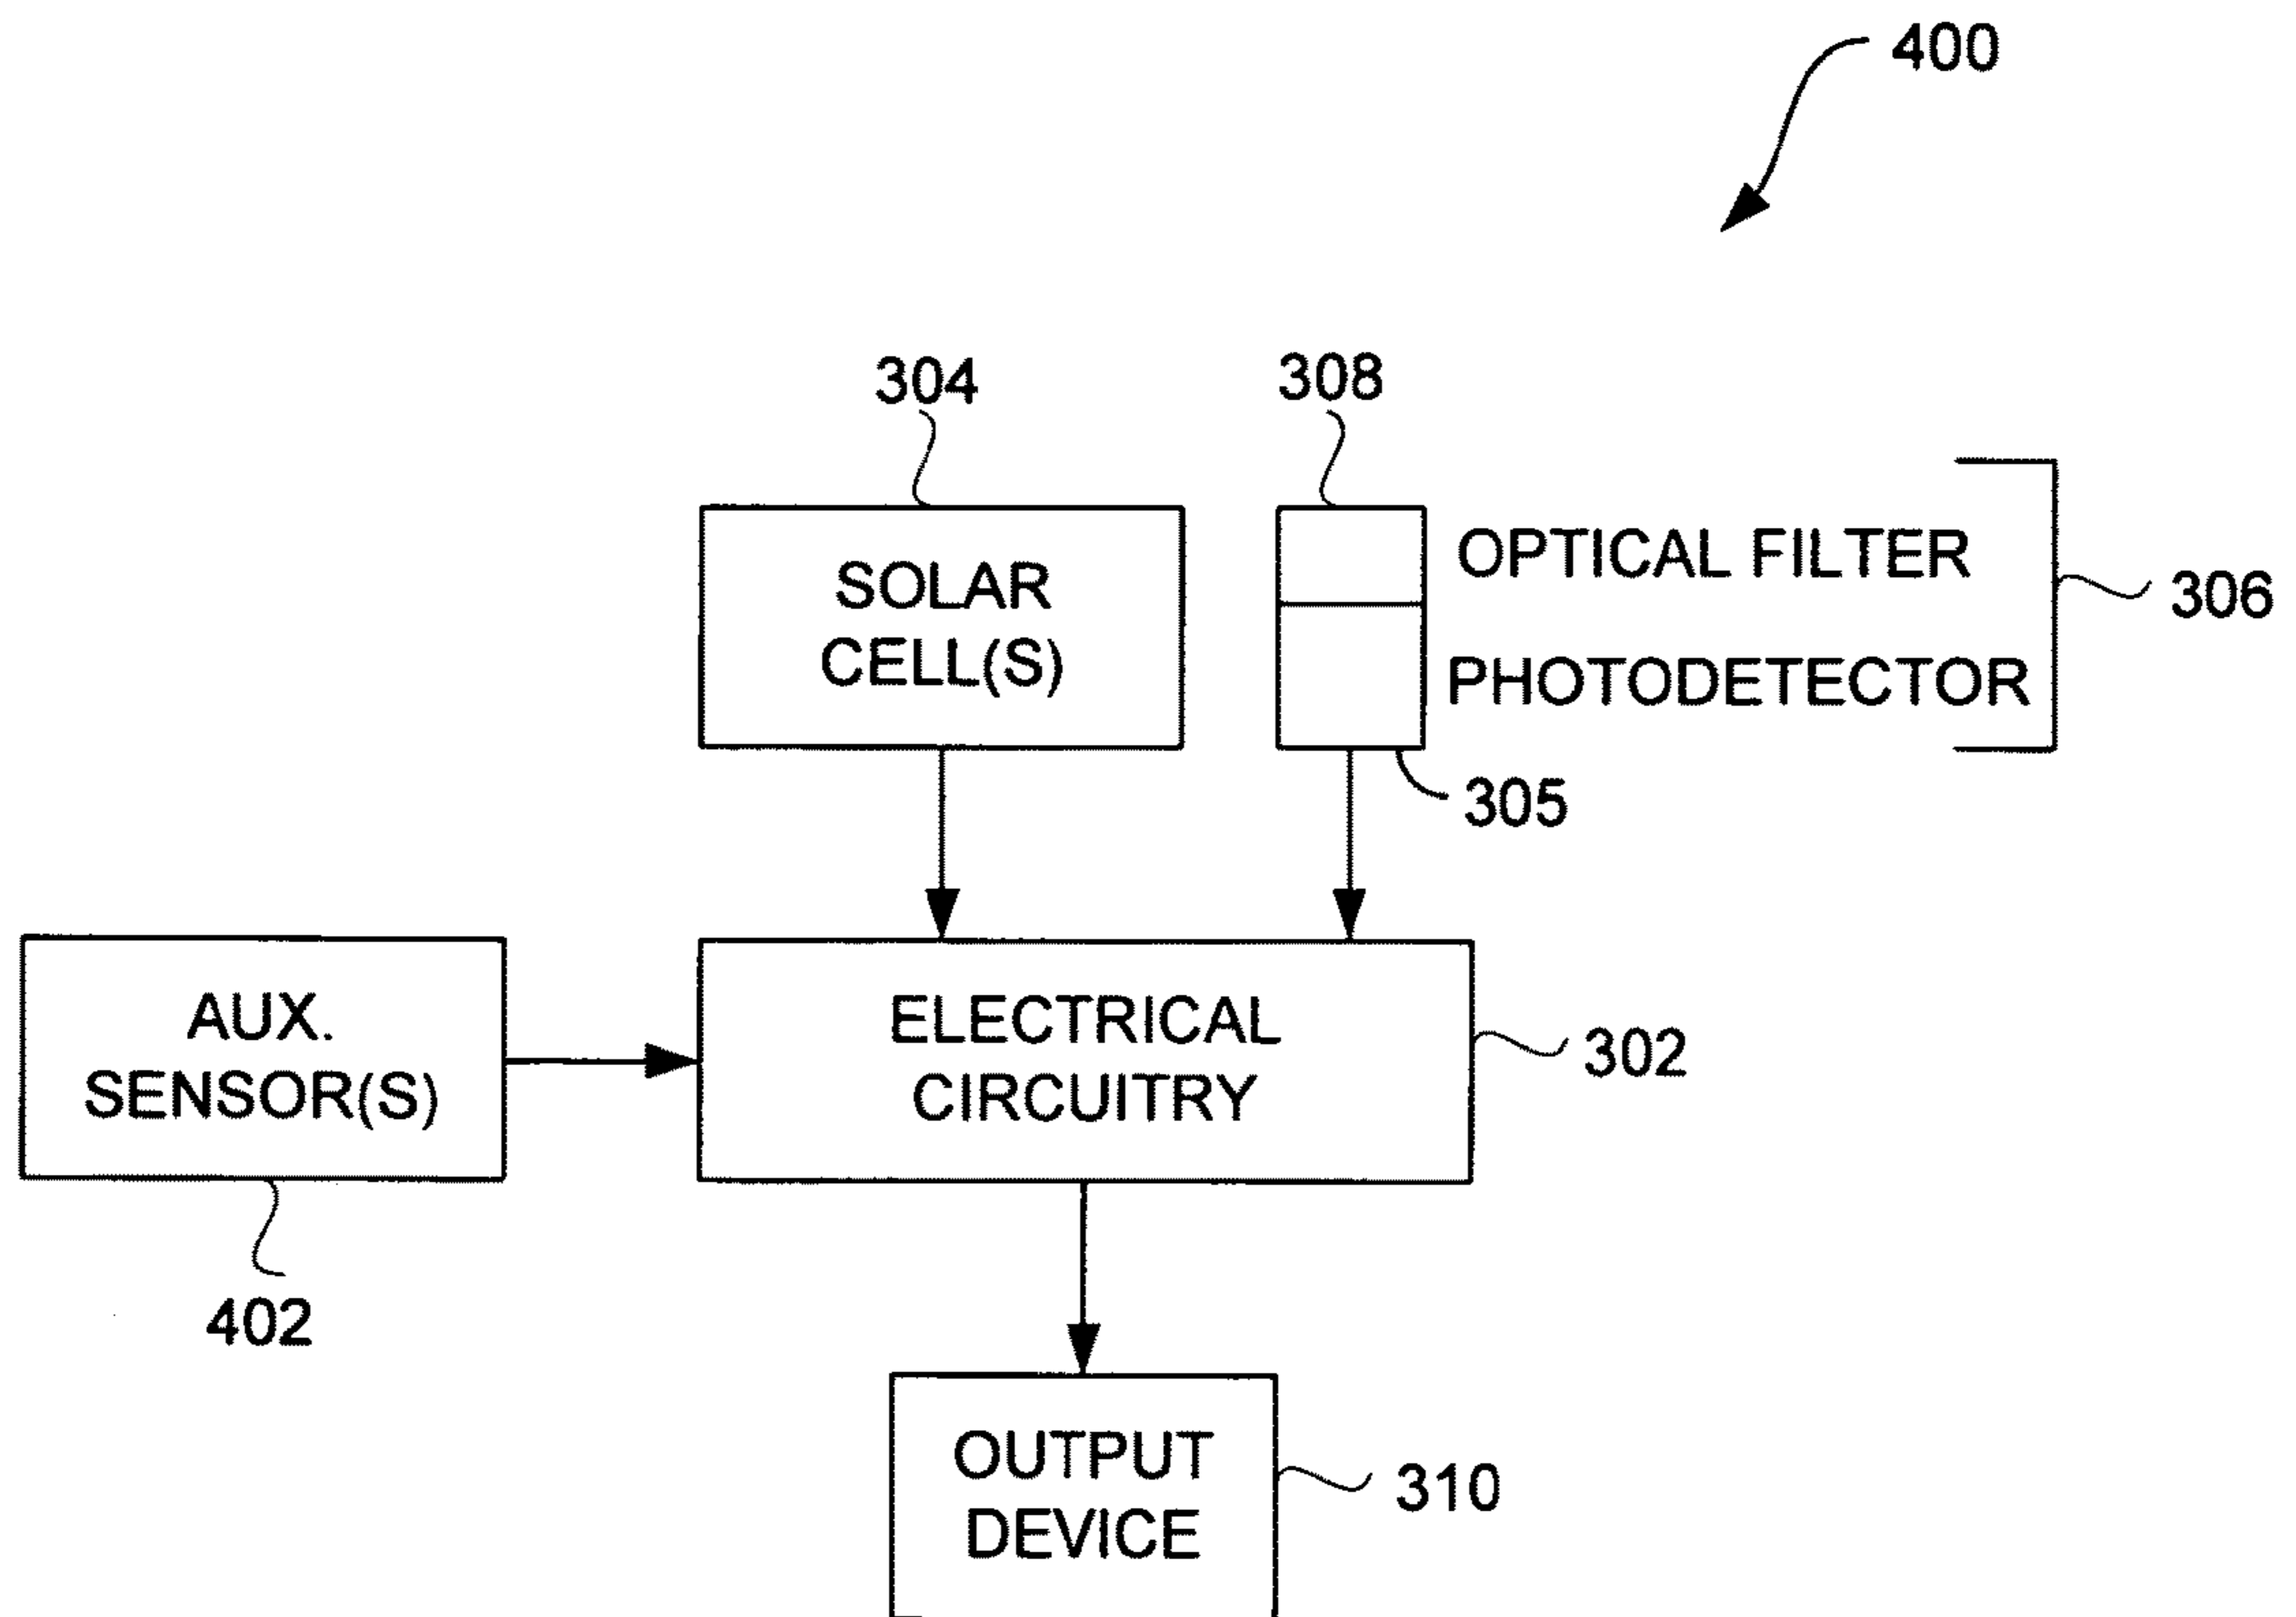 400
304
308
SOLAR
CELL(S)
OPTICAL FILTER
PHOTODETECTOR
306
305
AUX.
SENSOR(S)
ELECTRICAL
CIRCUITRY
302
402
OUTPUT
DEVICE
310